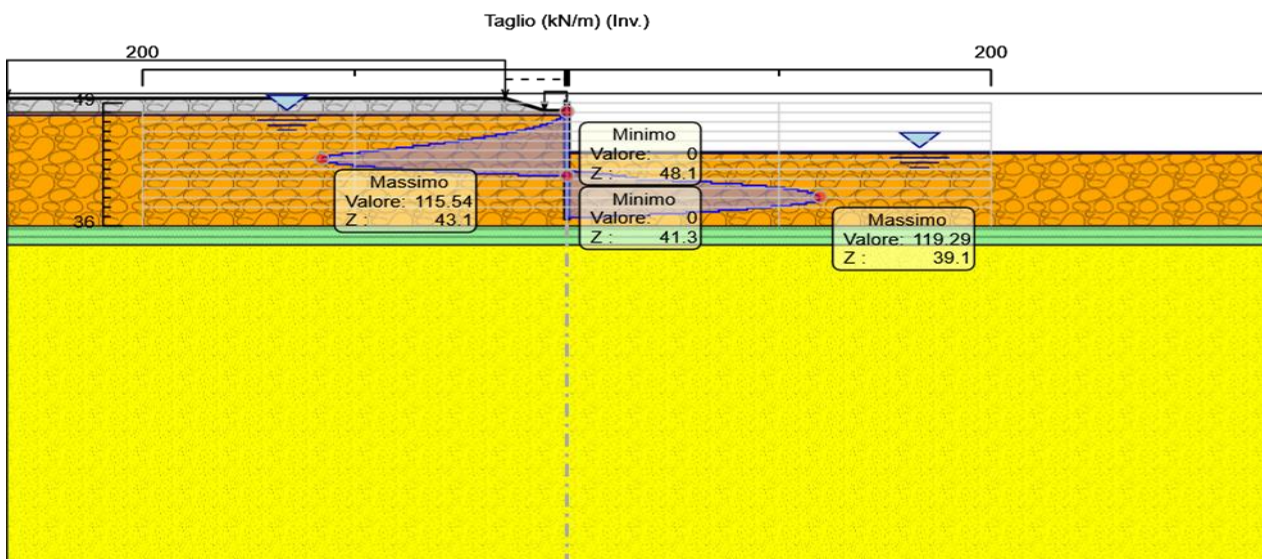 Taglio (kN/m) (Inv.)
200
200
49
Minimo
Valore: 0
Z : 48.1
Massimo
Valore: 115.54
Z : 43.1
Minimo
Valore: 0
Z : 41.3
Massimo
Valore: 119.29
Z : 39.1
36